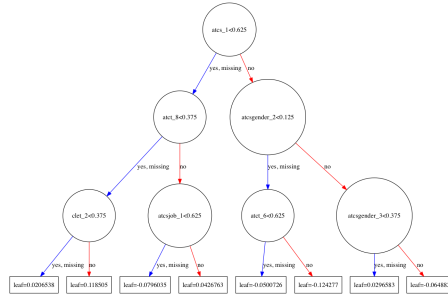 atcs_1<0.625
yes, missing
no
atct_8<0.375
atcsgender_2<0.125
yes, missing
no
yes, missing
no
clet_2<0.375
atcsjob_1<0.625
atct_6<0.625
atcsgender_3<0.375
yes, missing
no
yes, missing
no
yes, missing
no
yes, missing
no
leaf=0.0206538
leaf=0.118505
leaf=-0.0796035
leaf=0.0426763
leaf=-0.0500726
leaf=-0.124277
leaf=0.0296583